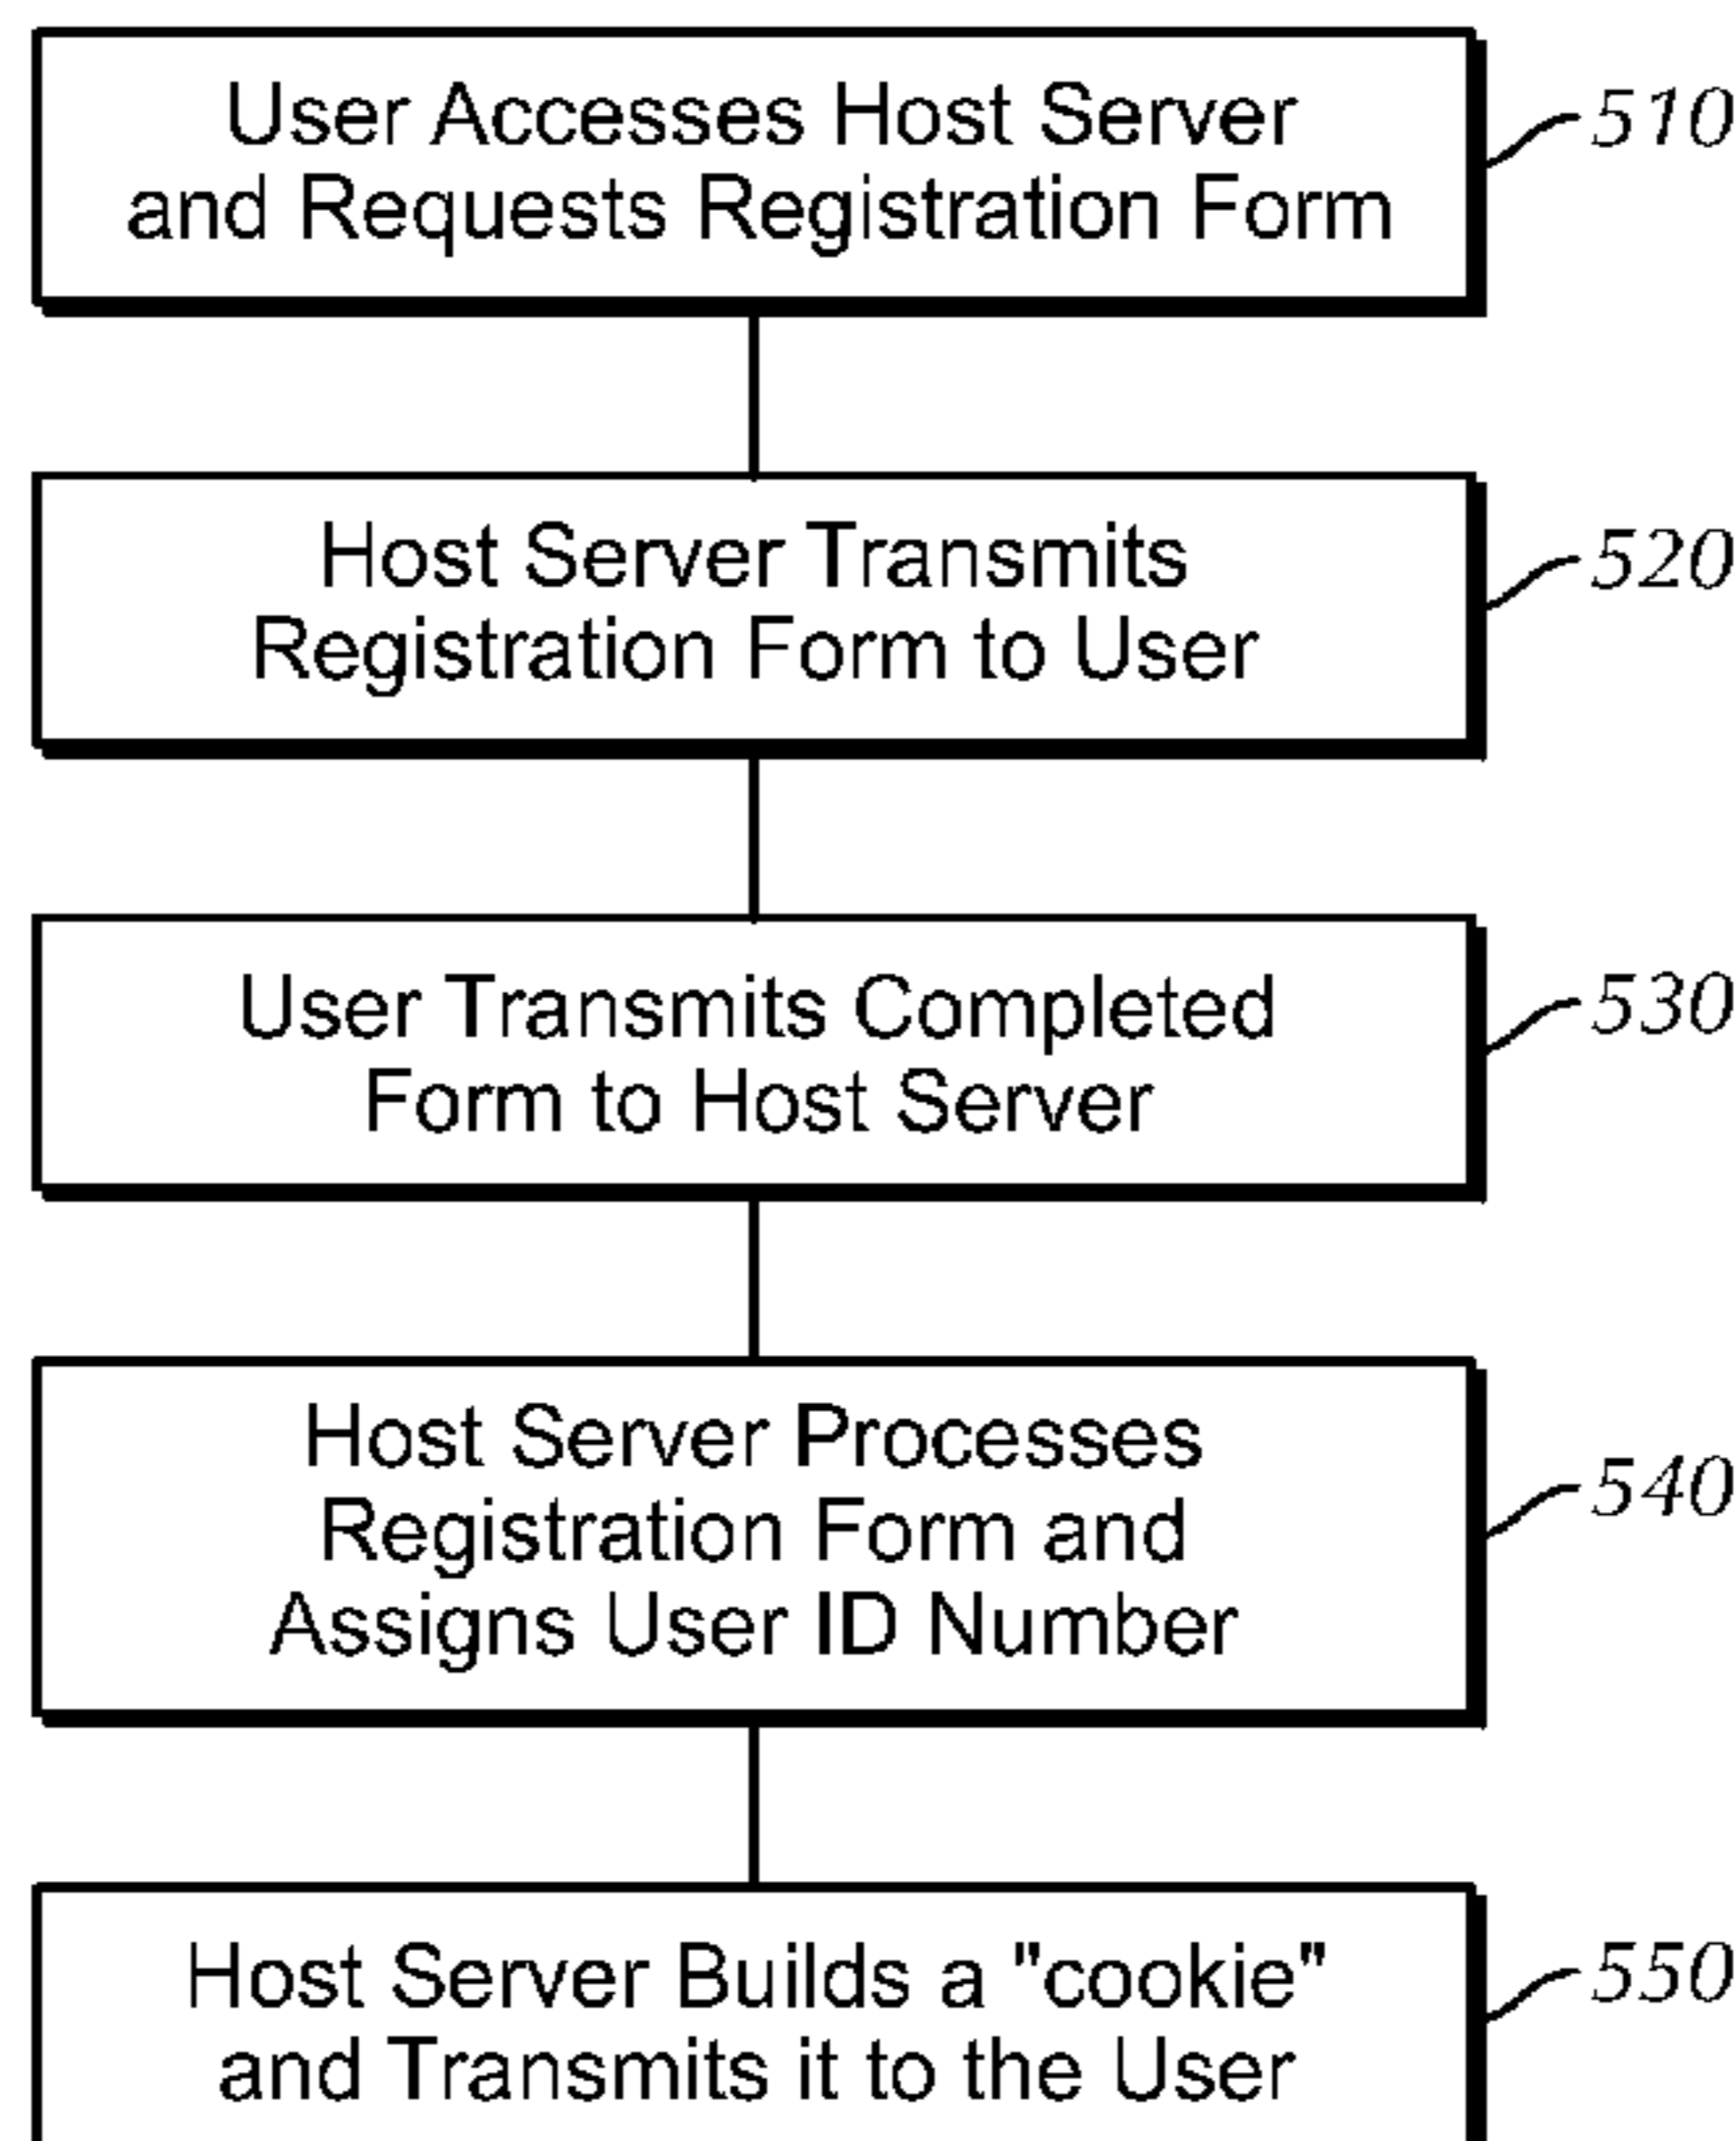 User Accesses Host Server
and Requests Registration Form
510
Host Server Transmits
Registration Form to User
520
User Transmits Completed
Form to Host Server
530
Host Server Processes
Registration Form and
Assigns User ID Number
540
Host Server Builds a "cookie"
and Transmits it to the User
550